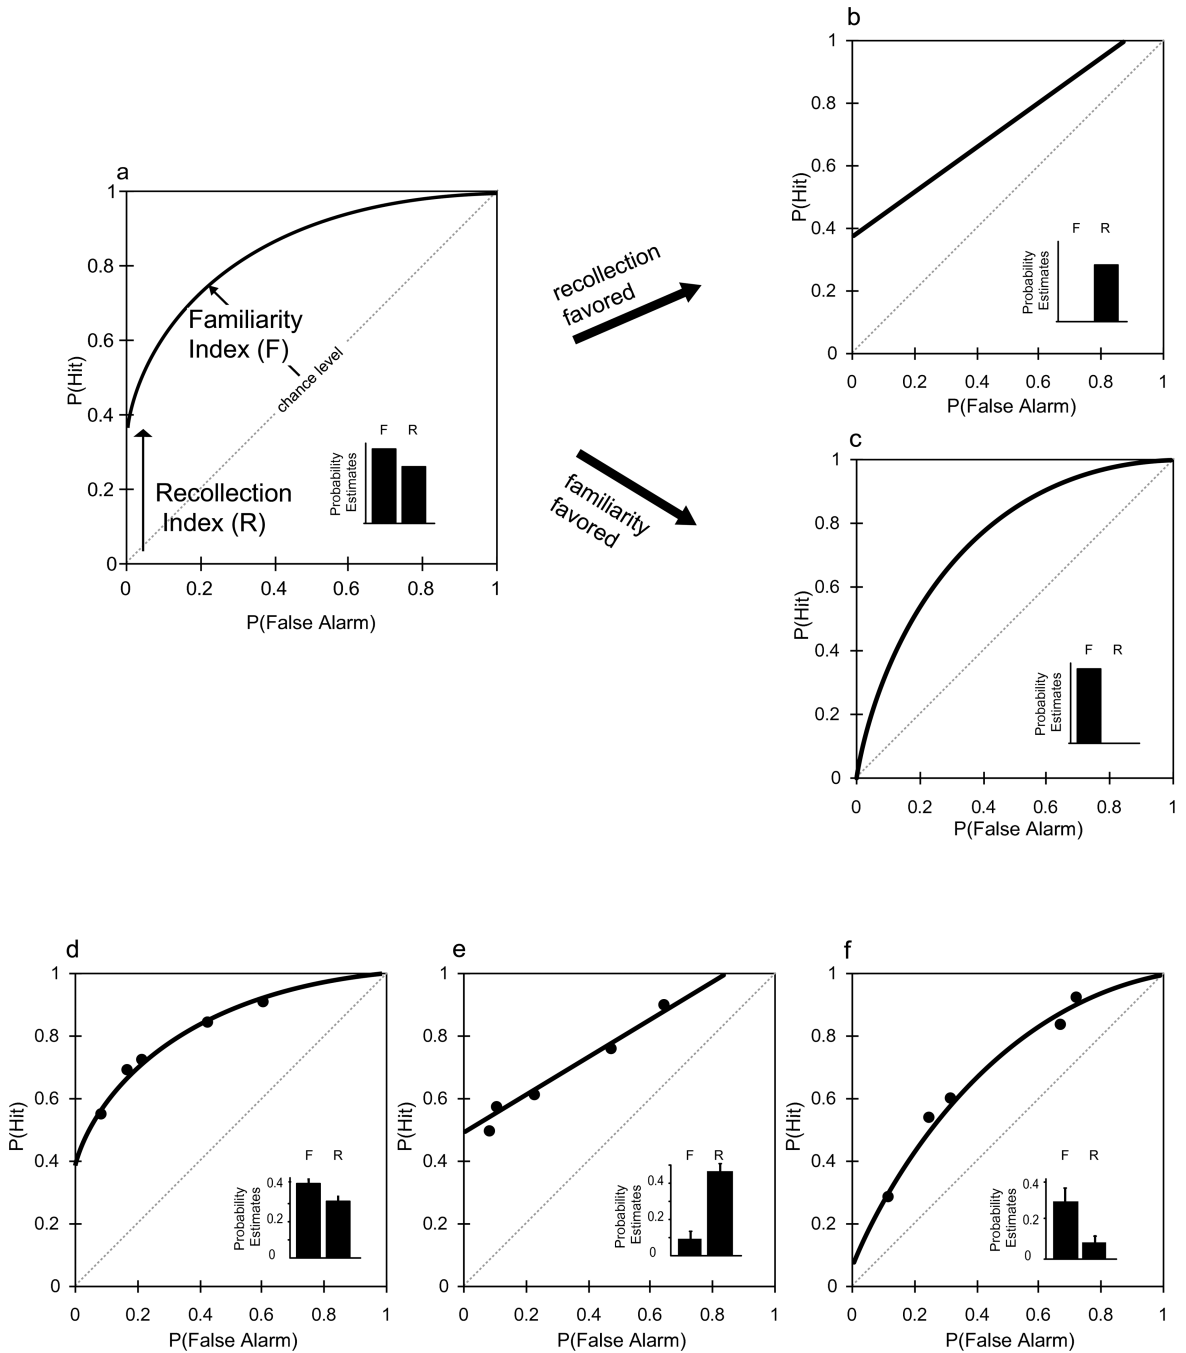 a
1
0.8
0.6
0.4
0.2
0
P(Hit)
Familiarity
Index (F)
chance level
Recollection
Index (R)
F R
Probability
Estimates
0 0.2 0.4 0.6 0.8 1
P(False Alarm)
recollection
favored
familiarity
favored
b
1
0.8
0.6
0.4
0.2
0
P(Hit)
F R
Probability
Estimates
0 0.2 0.4 0.6 0.8 1
P(False Alarm)
c
1
0.8
0.6
0.4
0.2
0
P(Hit)
F R
Probability
Estimates
0 0.2 0.4 0.6 0.8 1
P(False Alarm)
d
1
0.8
0.6
0.4
0.2
0
P(Hit)
F R
0.4
0.2
0
Probability
Estimates
0 0.2 0.4 0.6 0.8 1
P(False Alarm)
e
1
0.8
0.6
0.4
0.2
0
P(Hit)
F R
0.4
0.2
0
Probability
Estimates
0 0.2 0.4 0.6 0.8 1
P(False Alarm)
f
1
0.8
0.6
0.4
0.2
0
P(Hit)
F R
0.4
0.2
0
Probability
Estimates
0 0.2 0.4 0.6 0.8 1
P(False Alarm)